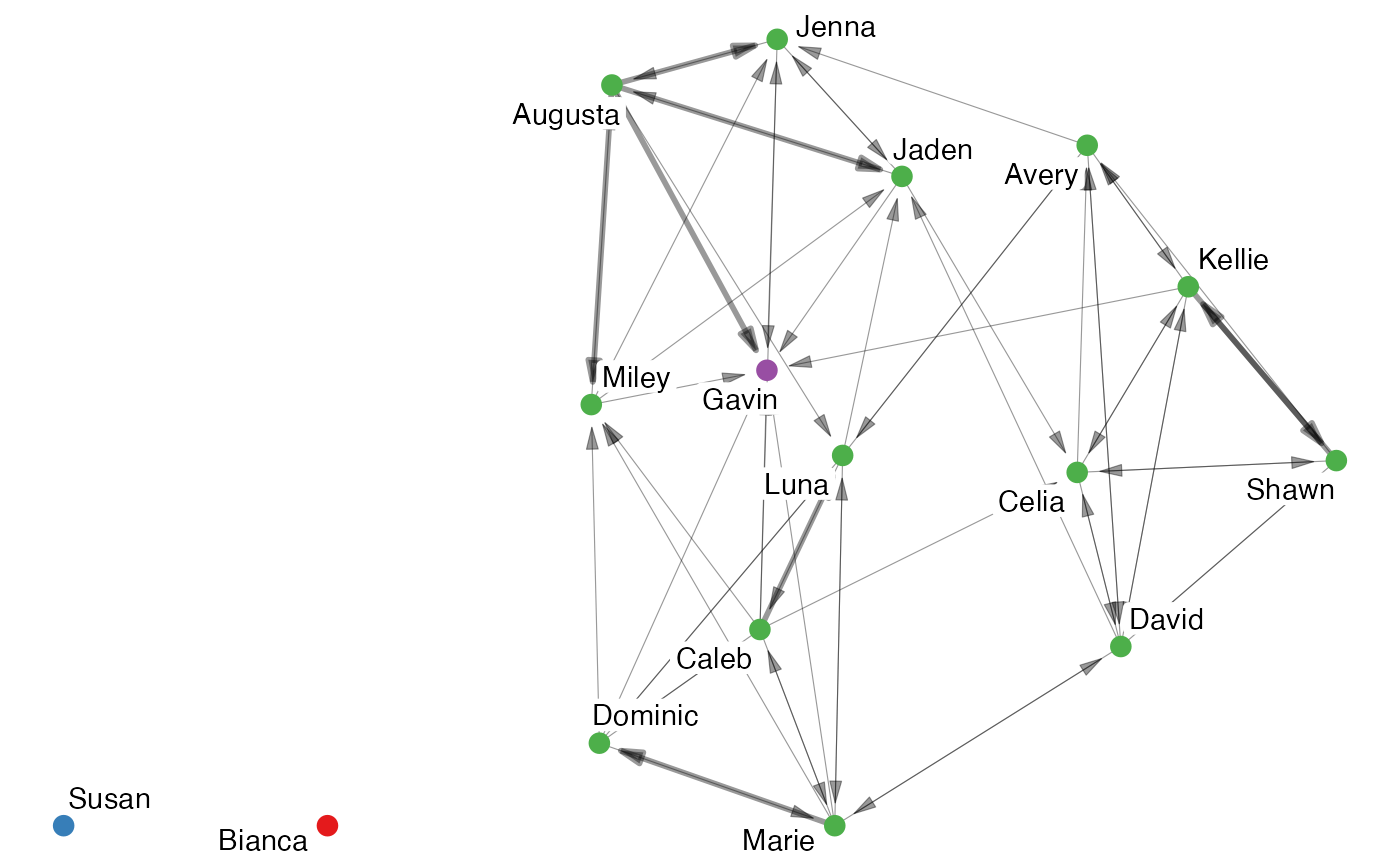 Jenna
Augusta
Jaden
Avery
Kellie
Miley
Gavin
Luna
Celia
Shawn
David
Caleb
Dominic
Susan
Bianca
Marie